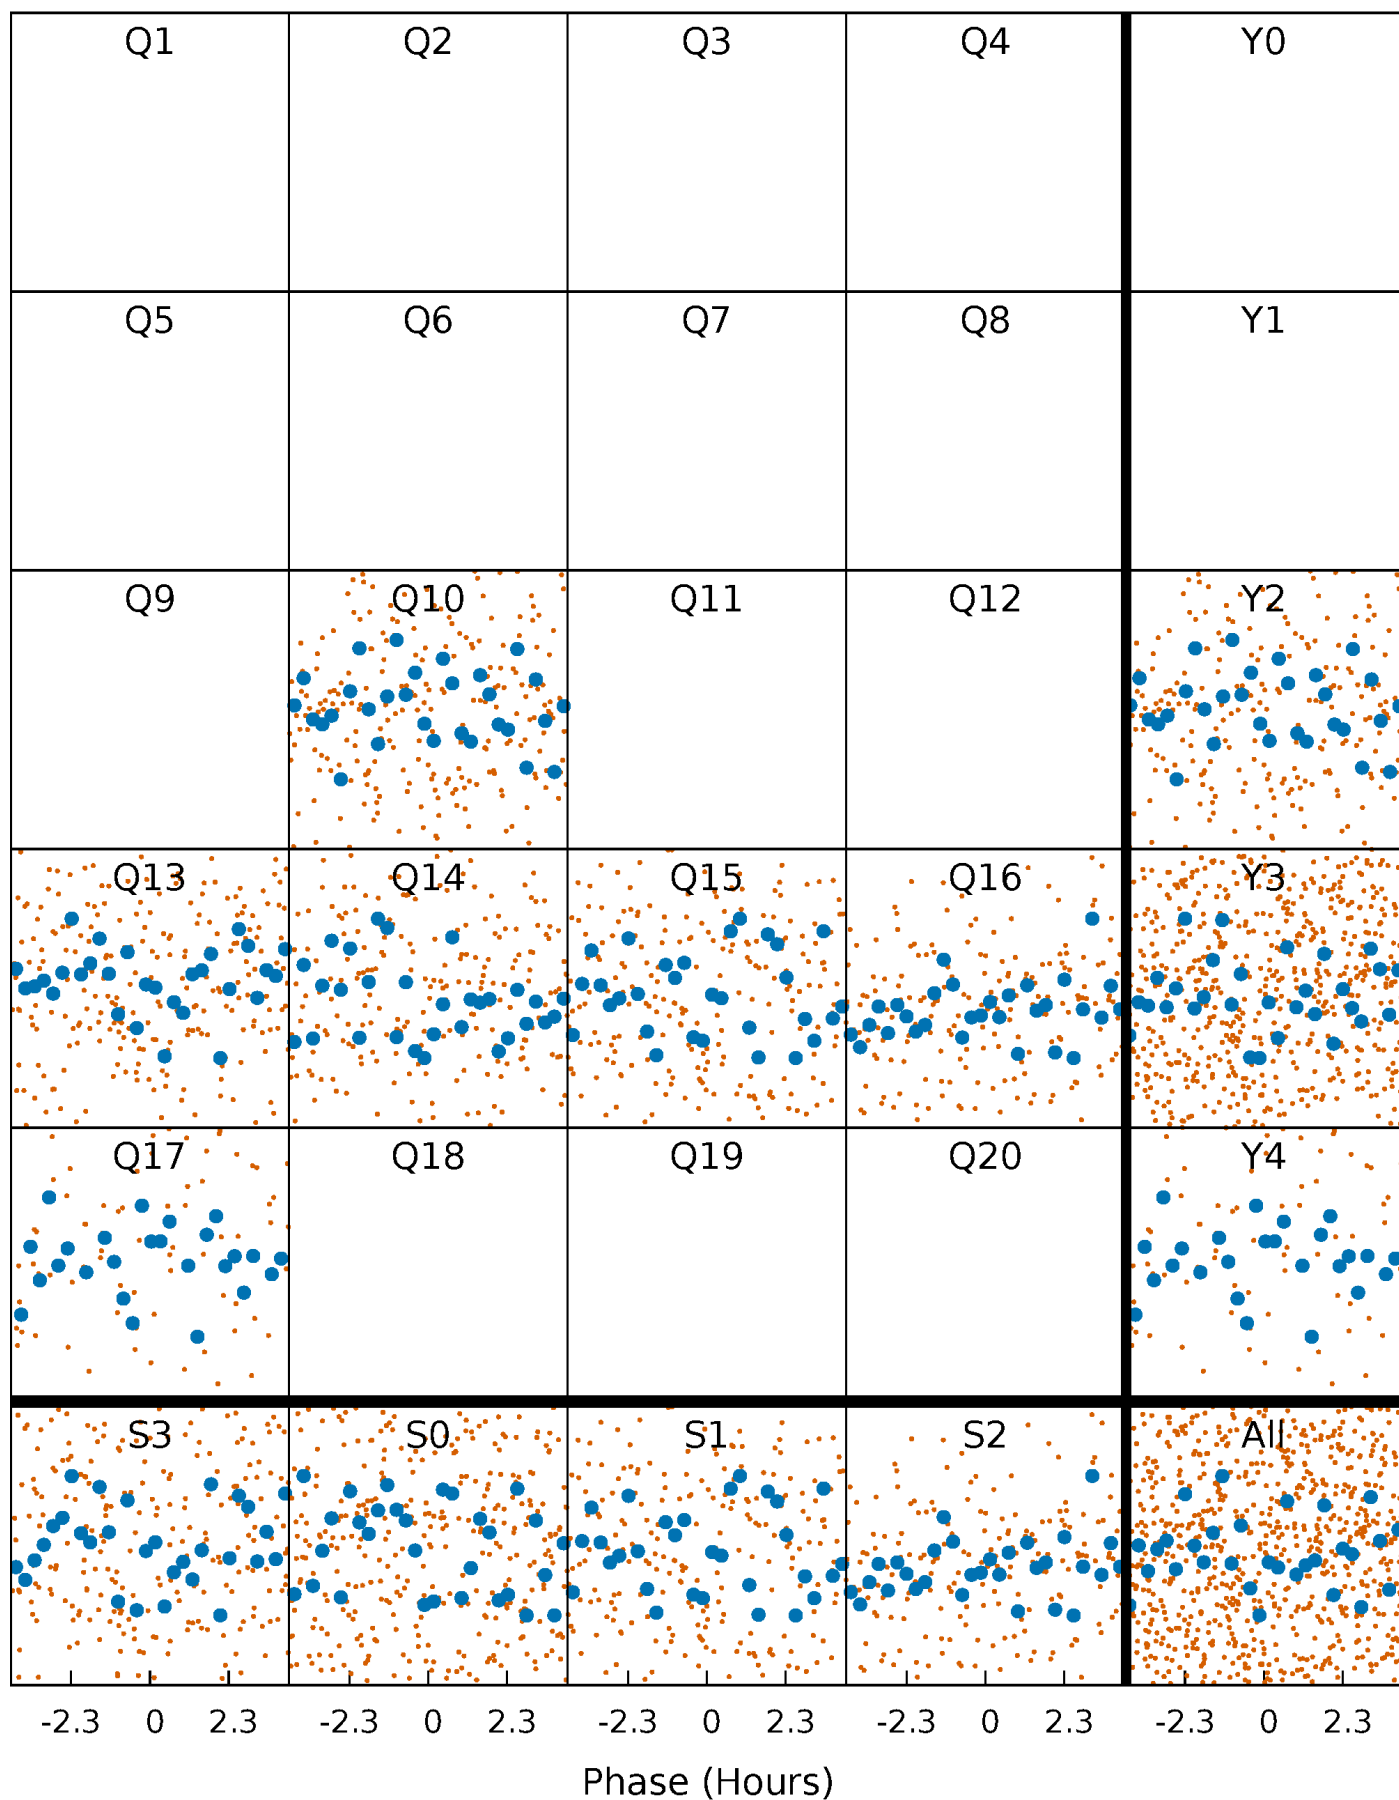 Q1 Q2 Q3 Q4 Y0
Q5 Q6 Q7 Q8 Y1
Q9 Q10 Q11 Q12 Y2
Q13 Q14 Q15 Q16 Y3
Q17 Q18 Q19 Q20 Y4
S3 S0 S1 S2 All
-2.3 0 2.3 -2.3 0 2.3 -2.3 0 2.3 -2.3 0 2.3 -2.3 0 2.3
Phase (Hours)